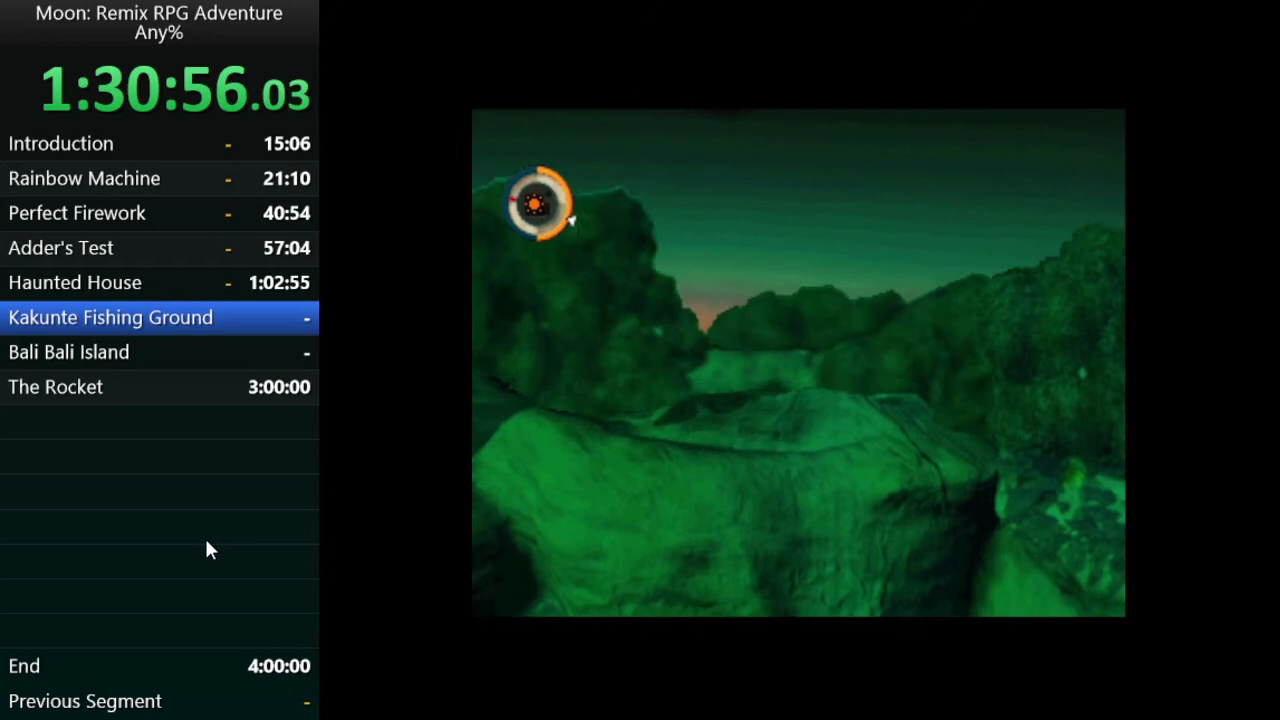 Moon: Remix RPG Adventure
Any%
1:30:56.03
Introduction - 15:06
Rainbow Machine - 21:10
Perfect Firework - 40:54
Adder's Test - 57:04
Haunted House - 1:02:55
Kakunte Fishing Ground -
Bali Bali Island -
The Rocket 3:00:00
End 4:00:00
Previous Segment -